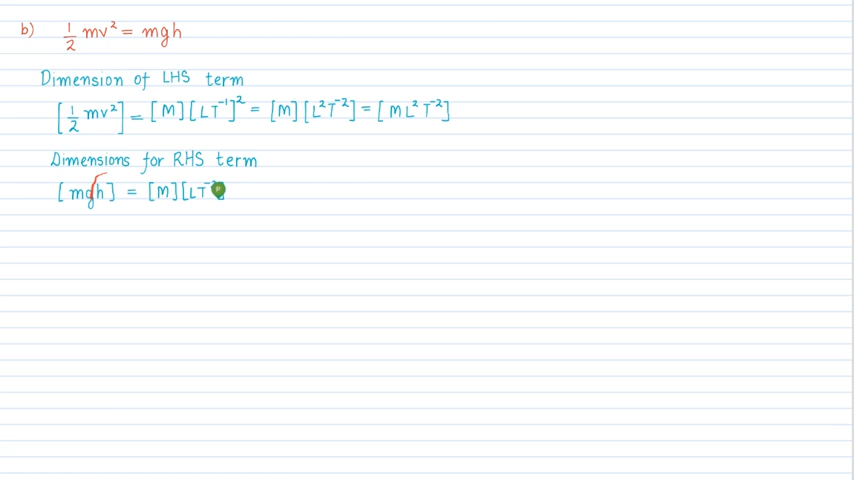 b) 1/2 mv² = mgh
Dimension of LHS term
[1/2 mv²] = [M][LT⁻¹]² = [M][L²T⁻²] = [ML²T⁻²]
Dimensions for RHS term
[mgh] = [M][LT⁻²]